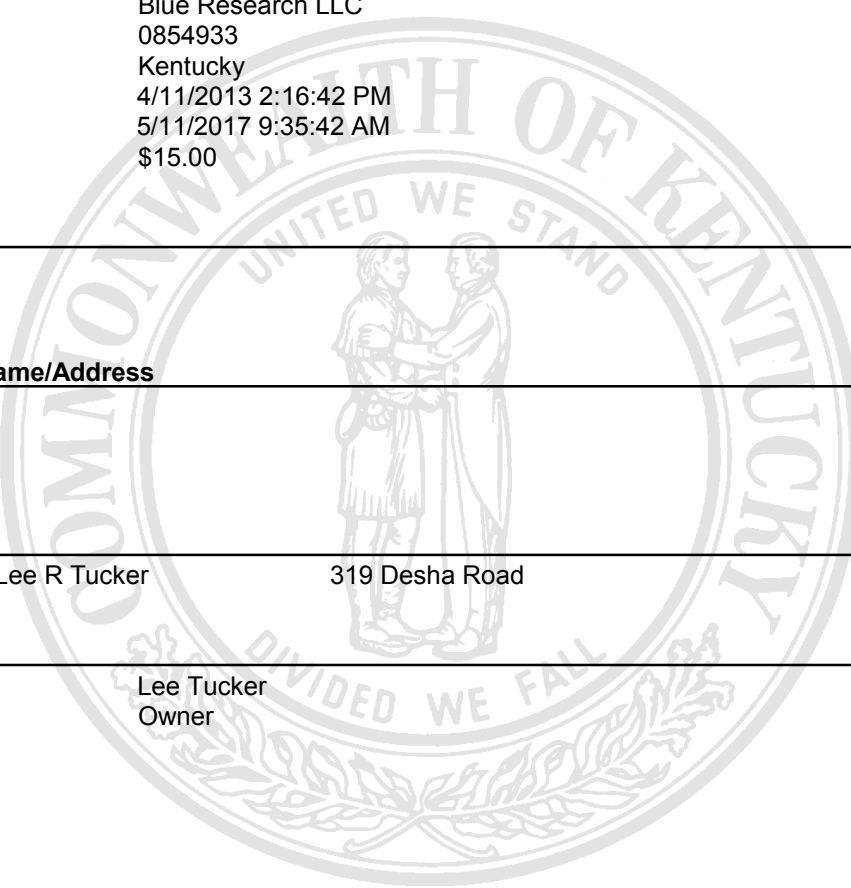 Blue Research LLC
0854933
Kentucky
4/11/2013 2:16:42 PM
5/11/2017 9:35:42 AM
$15.00
COMMONWEALTH OF KENTUCKY
UNITED WE STAND
ame/Address
Lee R Tucker 319 Desha Road
DIVIDED WE FALL
Lee Tucker
Owner